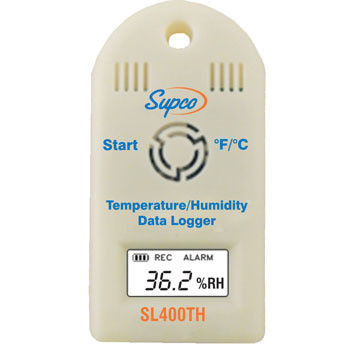 Supco
Start °F/°C
Temperature/Humidity
Data Logger
REC ALARM
36.2 %RH
SL400TH